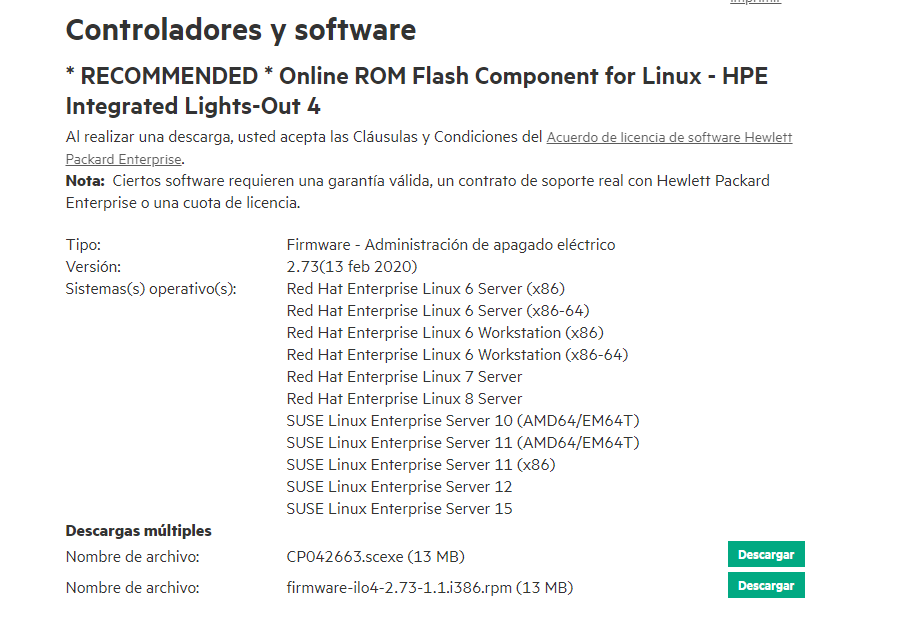 Imprimir
Controladores y software
* RECOMMENDED * Online ROM Flash Component for Linux - HPE
Integrated Lights-Out 4
Al realizar una descarga, usted acepta las Cláusulas y Condiciones del Acuerdo de licencia de software Hewlett
Packard Enterprise.
Nota: Ciertos software requieren una garantía válida, un contrato de soporte real con Hewlett Packard
Enterprise o una cuota de licencia.
Tipo: Firmware - Administración de apagado eléctrico
Versión: 2.73(13 feb 2020)
Sistemas(s) operativo(s): Red Hat Enterprise Linux 6 Server (x86)
Red Hat Enterprise Linux 6 Server (x86-64)
Red Hat Enterprise Linux 6 Workstation (x86)
Red Hat Enterprise Linux 6 Workstation (x86-64)
Red Hat Enterprise Linux 7 Server
Red Hat Enterprise Linux 8 Server
SUSE Linux Enterprise Server 10 (AMD64/EM64T)
SUSE Linux Enterprise Server 11 (AMD64/EM64T)
SUSE Linux Enterprise Server 11 (x86)
SUSE Linux Enterprise Server 12
SUSE Linux Enterprise Server 15
Descargas múltiples
Nombre de archivo: CP042663.scexe (13 MB) Descargar
Nombre de archivo: firmware-ilo4-2.73-1.1.i386.rpm (13 MB) Descargar